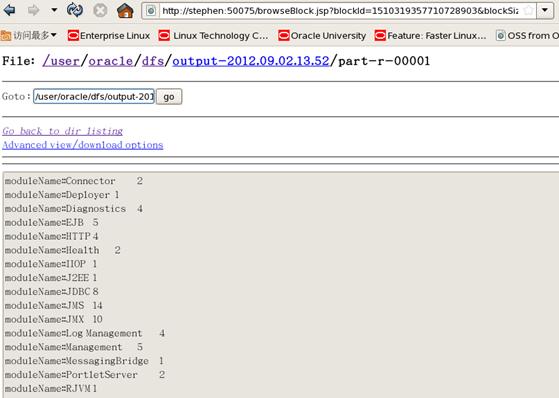 http://stephen:50075/browseBlock.jsp?blockId=1510319357710728903&blockSiz
访问最多 Enterprise Linux Linux Technology C... Oracle University Feature: Faster Linux... OSS from O
File: /user/oracle/dfs/output-2012.09.02.13.52/part-r-00001
Goto: /user/oracle/dfs/output-201 go
Go back to dir listing
Advanced view/download options
moduleName::Connector 2
moduleName::Deployer 1
moduleName::Diagnostics 4
moduleName::EJB 5
moduleName::HTTP 4
moduleName::Health 2
moduleName::IIOP 1
moduleName::J2EE 1
moduleName::JDBC 8
moduleName::JMS 14
moduleName::JMX 10
moduleName::Log Management 4
moduleName::Management 5
moduleName::MessagingBridge 1
moduleName::PortletServer 2
moduleName::RJVM 1